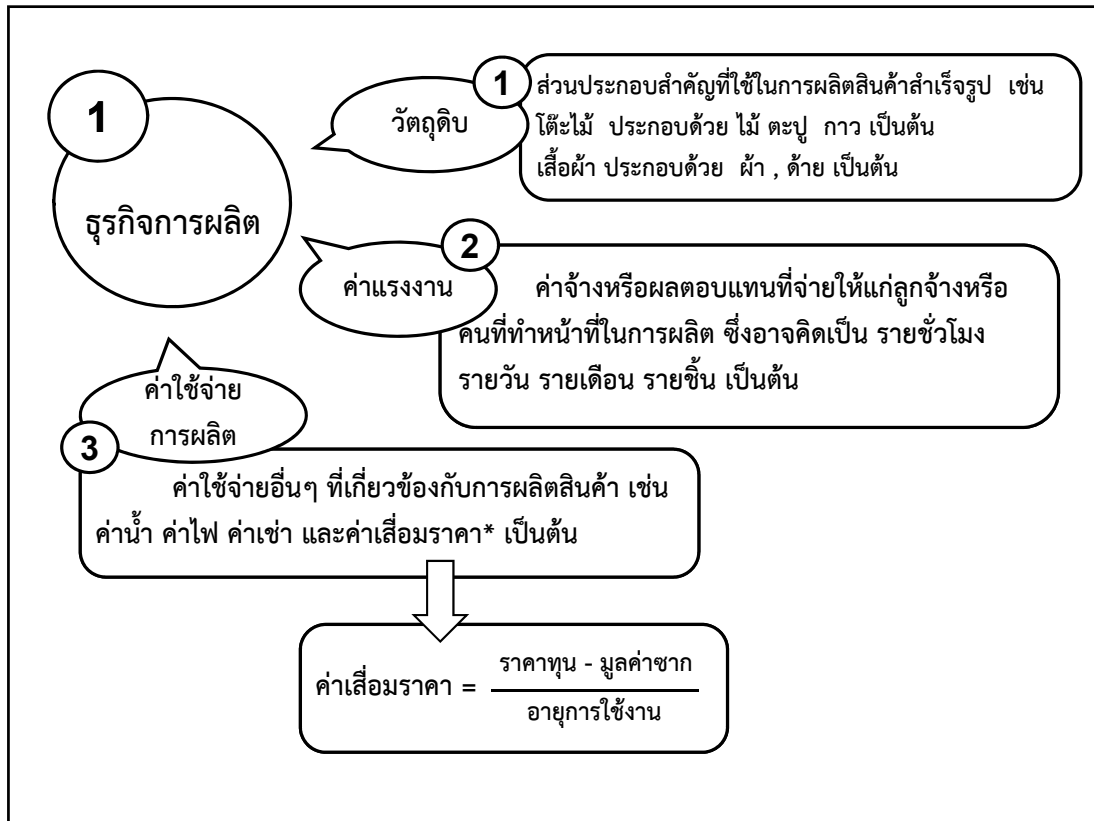 1
ธุรกิจการผลิต
วัตถุดิบ
1
ส่วนประกอบสำคัญที่ใช้ในการผลิตสินค้าสำเร็จรูป เช่น
โต๊ะไม้ ประกอบด้วย ไม้ ตะปู กาว เป็นต้น
เสื้อผ้า ประกอบด้วย ผ้า , ด้าย เป็นต้น
ค่าแรงงาน
2
ค่าจ้างหรือผลตอบแทนที่จ่ายให้แก่ลูกจ้างหรือ
คนที่ทำหน้าที่ในการผลิต ซึ่งอาจคิดเป็น รายชั่วโมง
รายวัน รายเดือน รายชิ้น เป็นต้น
ค่าใช้จ่าย
การผลิต
3
ค่าใช้จ่ายอื่นๆ ที่เกี่ยวข้องกับการผลิตสินค้า เช่น
ค่าน้ำ ค่าไฟ ค่าเช่า และค่าเสื่อมราคา* เป็นต้น
ค่าเสื่อมราคา =
ราคาทุน - มูลค่าซาก
อายุการใช้งาน